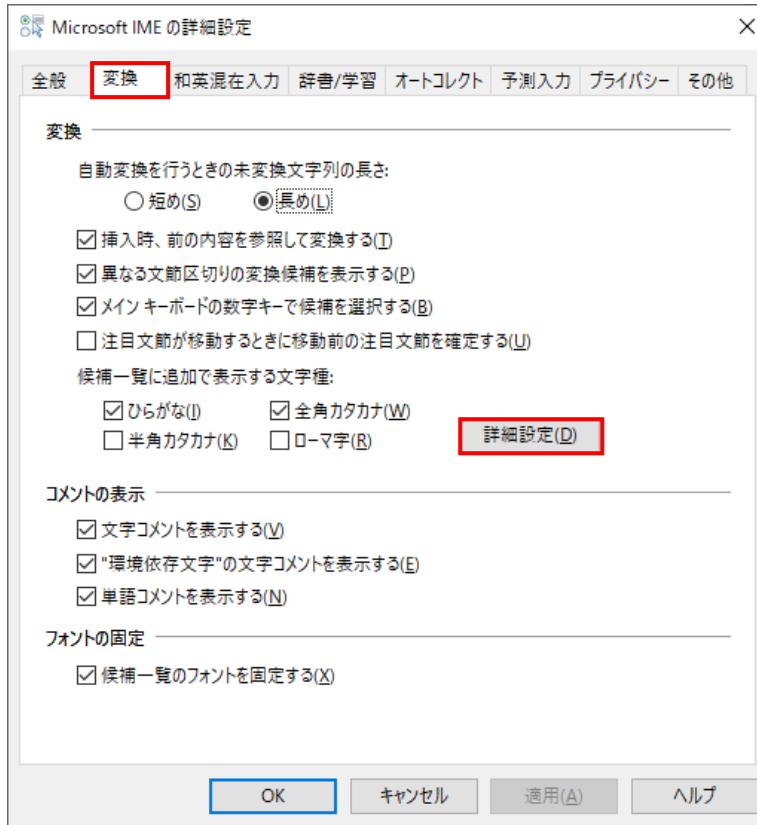 Microsoft IME の詳細設定
全般 変換 和英混在入力 辞書/学習 オートコレクト 予測入力 プライバシー その他
変換
自動変換を行うときの未変換文字列の長さ:
短め(S) 長め(L)
挿入時、前の内容を参照して変換する(T)
異なる文節区切りの変換候補を表示する(P)
メイン キーボードの数字キーで候補を選択する(B)
注目文節が移動するときに移動前の注目文節を確定する(U)
候補一覧に追加で表示する文字種:
ひらがな(I) 全角カタカナ(W)
半角カタカナ(K) ローマ字(R) 詳細設定(D)
コメントの表示
文字コメントを表示する(V)
"環境依存文字"の文字コメントを表示する(E)
単語コメントを表示する(N)
フォントの固定
候補一覧のフォントを固定する(X)
OK キャンセル 適用(A) ヘルプ